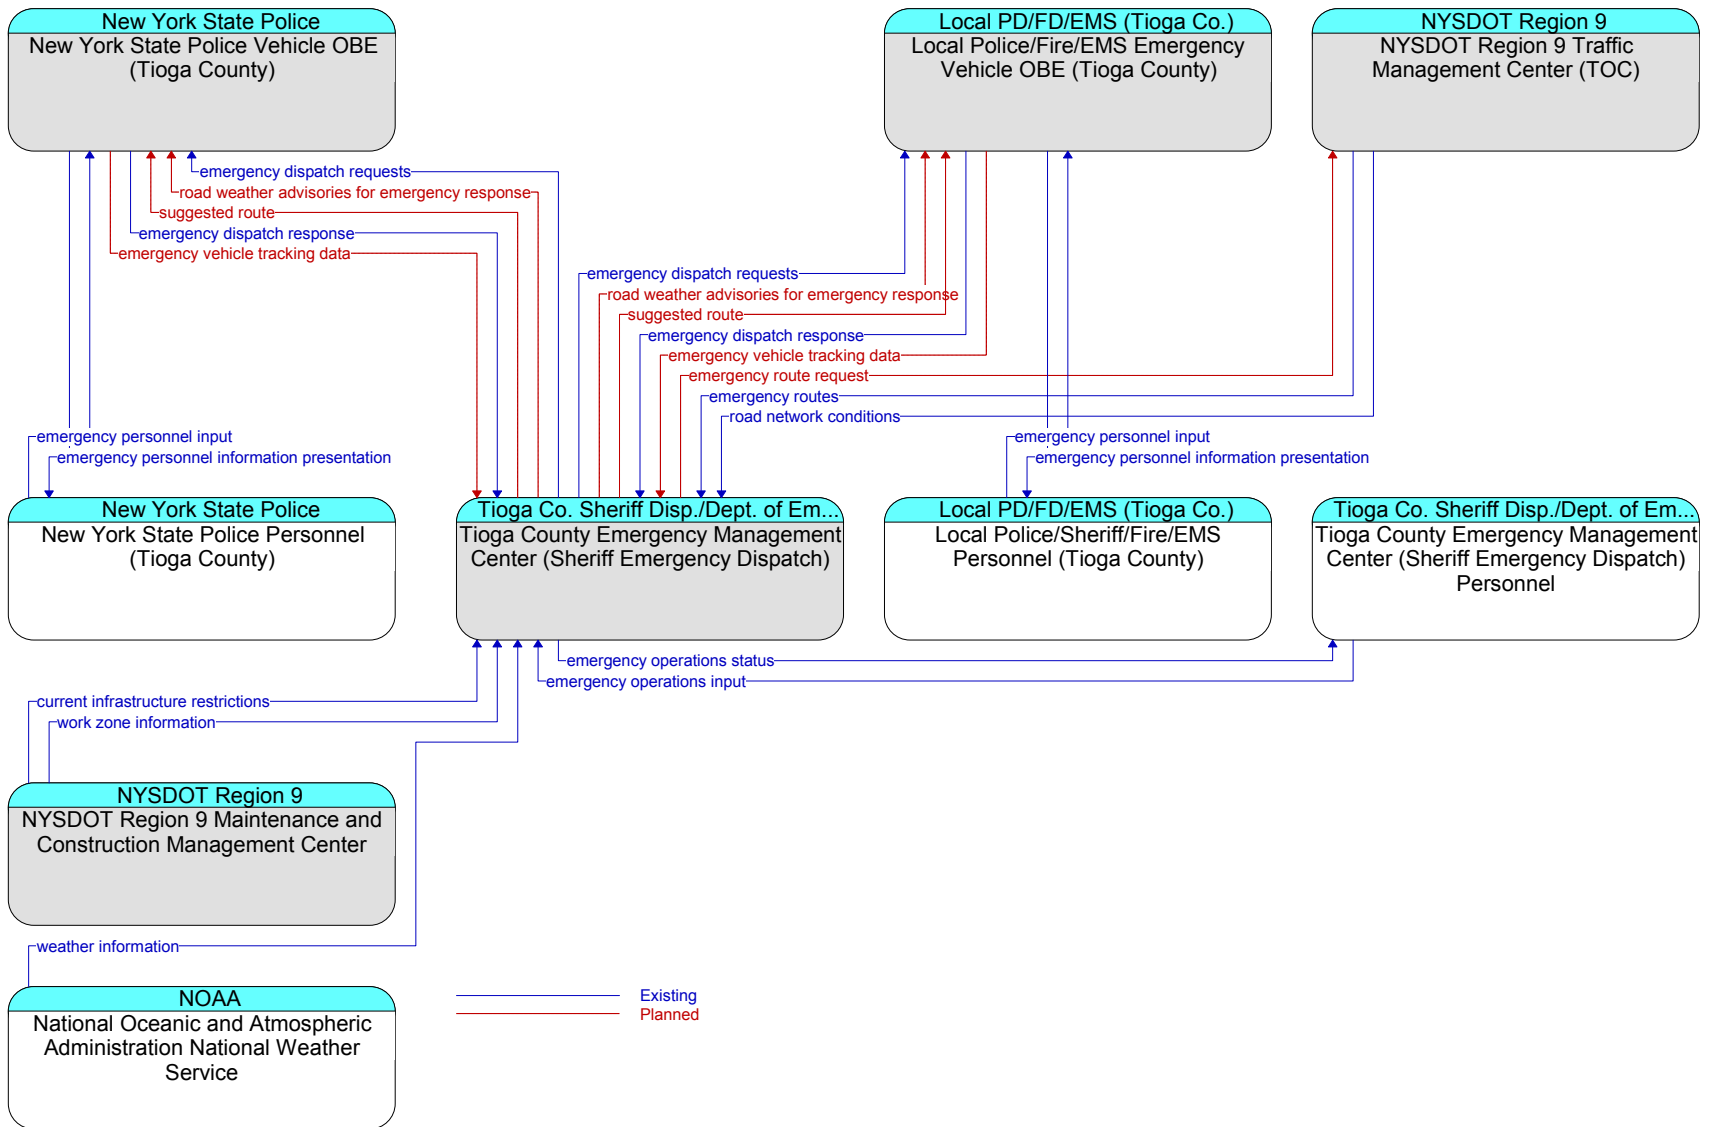 New York State Police
New York State Police Vehicle OBE
(Tioga County)
Local PD/FD/EMS (Tioga Co.)
Local Police/Fire/EMS Emergency
Vehicle OBE (Tioga County)
NYSDOT Region 9
NYSDOT Region 9 Traffic
Management Center (TOC)
emergency dispatch requests
road weather advisories for emergency response
suggested route
emergency dispatch response
emergency vehicle tracking data
emergency dispatch requests
road weather advisories for emergency response
suggested route
emergency dispatch response
emergency vehicle tracking data
emergency route request
emergency routes
road network conditions
emergency personnel input
emergency personnel information presentation
emergency personnel input
emergency personnel information presentation
New York State Police
New York State Police Personnel
(Tioga County)
Tioga Co. Sheriff Disp./Dept. of Em...
Tioga County Emergency Management
Center (Sheriff Emergency Dispatch)
Local PD/FD/EMS (Tioga Co.)
Local Police/Sheriff/Fire/EMS
Personnel (Tioga County)
Tioga Co. Sheriff Disp./Dept. of Em...
Tioga County Emergency Management
Center (Sheriff Emergency Dispatch)
Personnel
emergency operations status
emergency operations input
current infrastructure restrictions
work zone information
NYSDOT Region 9
NYSDOT Region 9 Maintenance and
Construction Management Center
weather information
NOAA
National Oceanic and Atmospheric
Administration National Weather
Service
Existing
Planned